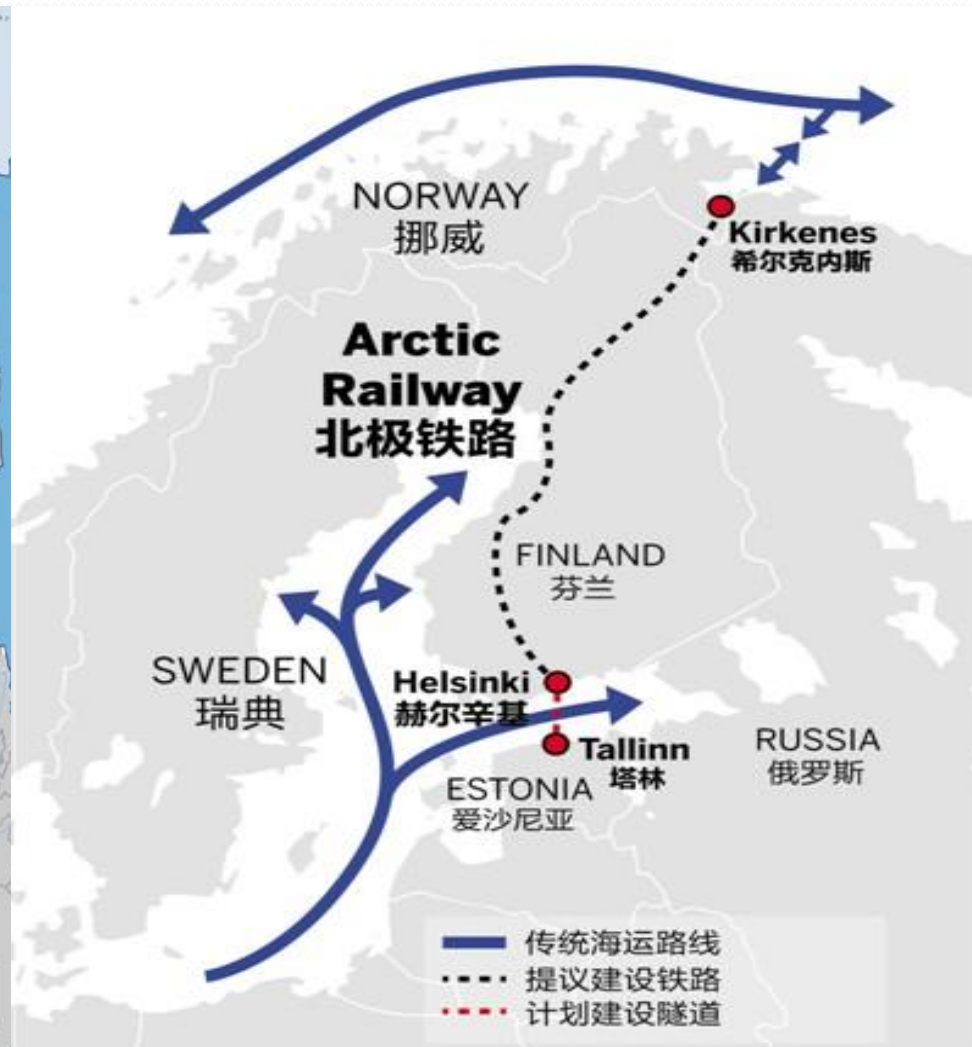 NORWAY
挪威
Kirkenes
希尔克内斯
Arctic
Railway
北极铁路
FINLAND
芬兰
SWEDEN
瑞典
Helsinki
赫尔辛基
Tallinn
塔林
RUSSIA
俄罗斯
ESTONIA
爱沙尼亚
传统海运路线
提议建设铁路
计划建设隧道